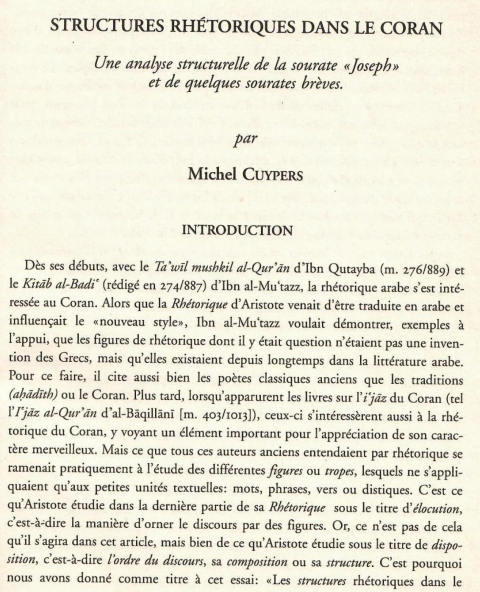 STRUCTURES RHÉTORIQUES DANS LE CORAN
Une analyse structurelle de la sourate «Joseph»
et de quelques sourates brèves.
par
Michel CUYPERS
INTRODUCTION
Dès ses débuts, avec le Ta'wīl mushkil al-Qur'ān d'Ibn Qutayba (m. 276/889) et
le Kitāb al-Badī‘ (rédigé en 274/887) d'Ibn al-Mu‘tazz, la rhétorique arabe s'est inté-
ressée au Coran. Alors que la Rhétorique d'Aristote venait d'être traduite en arabe et
influençait le «nouveau style», Ibn al-Mu‘tazz voulait démontrer, exemples à
l'appui, que les figures de rhétorique dont il y était question n'étaient pas une inven-
tion des Grecs, mais qu'elles existaient depuis longtemps dans la littérature arabe.
Pour ce faire, il cite aussi bien les poètes classiques anciens que les traditions
(aḥādīth) ou le Coran. Plus tard, lorsqu'apparurent les livres sur l'i‘jāz du Coran (tel
l'I‘jāz al-Qur'ān d'al-Bāqillānī [m. 403/1013]), ceux-ci s'intéressèrent aussi à la rhé-
torique du Coran, y voyant un élément important pour l'appréciation de son carac-
tère merveilleux. Mais ce que tous ces auteurs anciens entendaient par rhétorique se
ramenait pratiquement à l'étude des différentes figures ou tropes, lesquels ne s'appli-
quaient qu'aux petites unités textuelles: mots, phrases, vers ou distiques. C'est ce
qu'Aristote étudie dans la dernière partie de sa Rhétorique sous le titre d'élocution,
c'est-à-dire la manière d'orner le discours par des figures. Or, ce n'est pas de cela
qu'il s'agira dans cet article, mais bien de ce qu'Aristote étudie sous le titre de dispo-
sition, c'est-à-dire l'ordre du discours, sa composition ou sa structure. C'est pourquoi
nous avons donné comme titre à cet essai: «Les structures rhétoriques dans le